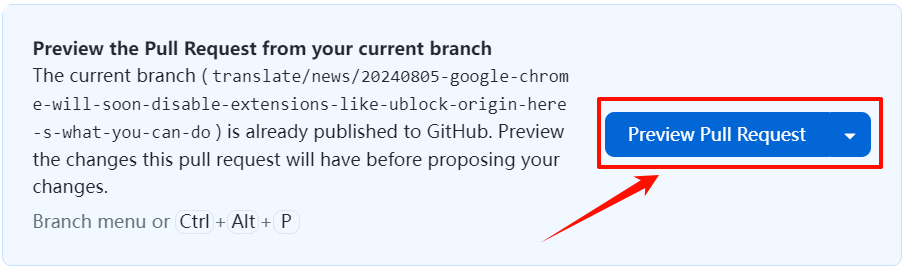 Preview the Pull Request from your current branch
The current branch ( translate/news/20240805-google-chrom
e-will-soon-disable-extensions-like-ublock-origin-here
-s-what-you-can-do ) is already published to GitHub. Preview
the changes this pull request will have before proposing your
changes.
Branch menu or Ctrl + Alt + P
Preview Pull Request